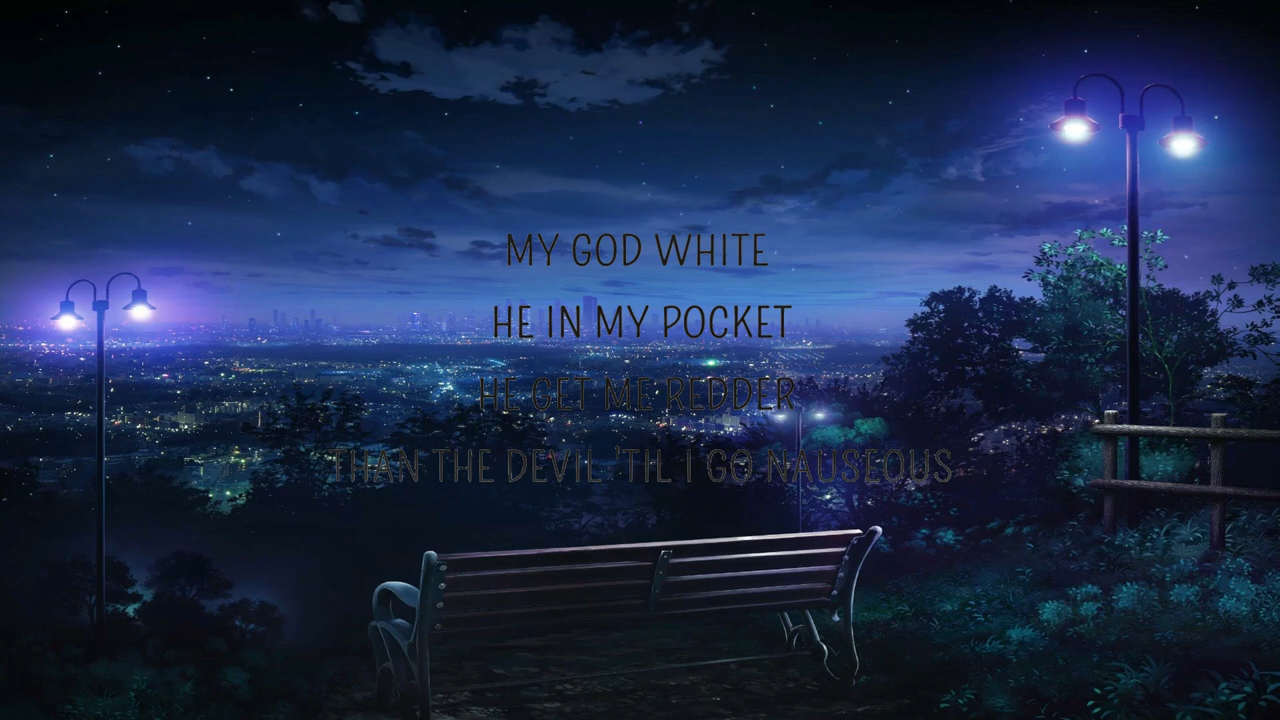 MY GOD WHITE
HE IN MY POCKET
HE GET ME REDDER
THAN THE DEVIL 'TIL I GO NAUSEOUS